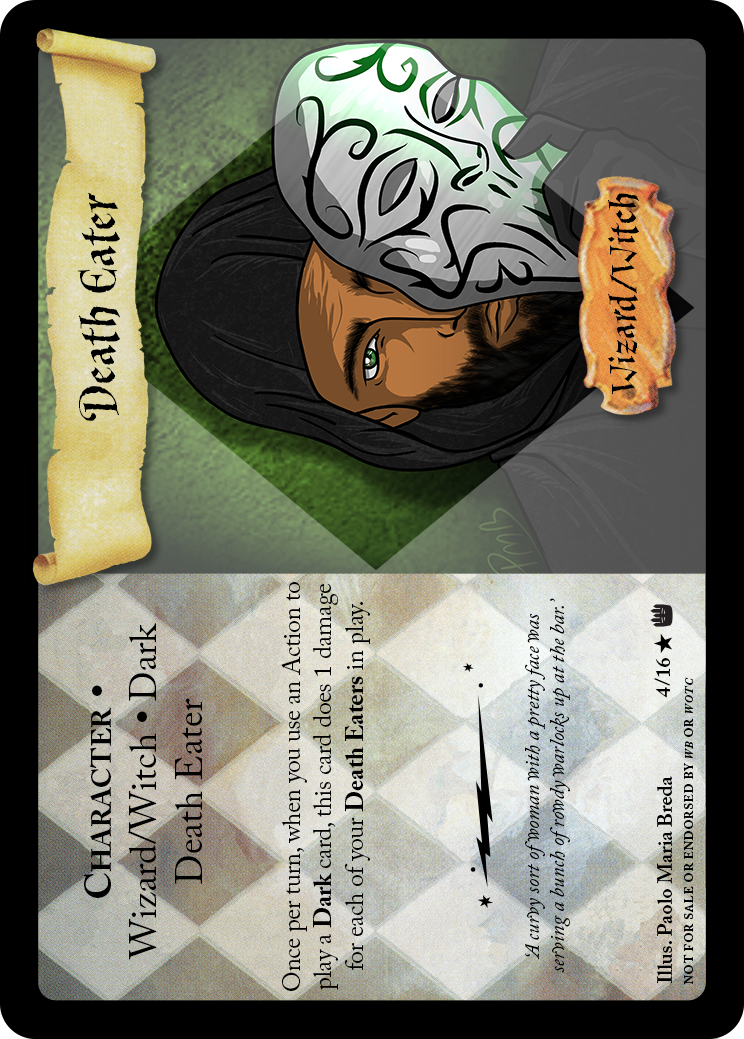 Death Eater
Wizard/Witch
CHARACTER •
Wizard/Witch • Dark
Death Eater
Once per turn, when you use an Action to
play a Dark card, this card does 1 damage
for each of your Death Eaters in play.
‘A curvy sort of woman with a pretty face was
serving a bunch of rowdy warlocks up at the bar.’
Illus. Paolo Maria Breda 4/16 ★
NOT FOR SALE OR ENDORSED BY WB OR WOTC